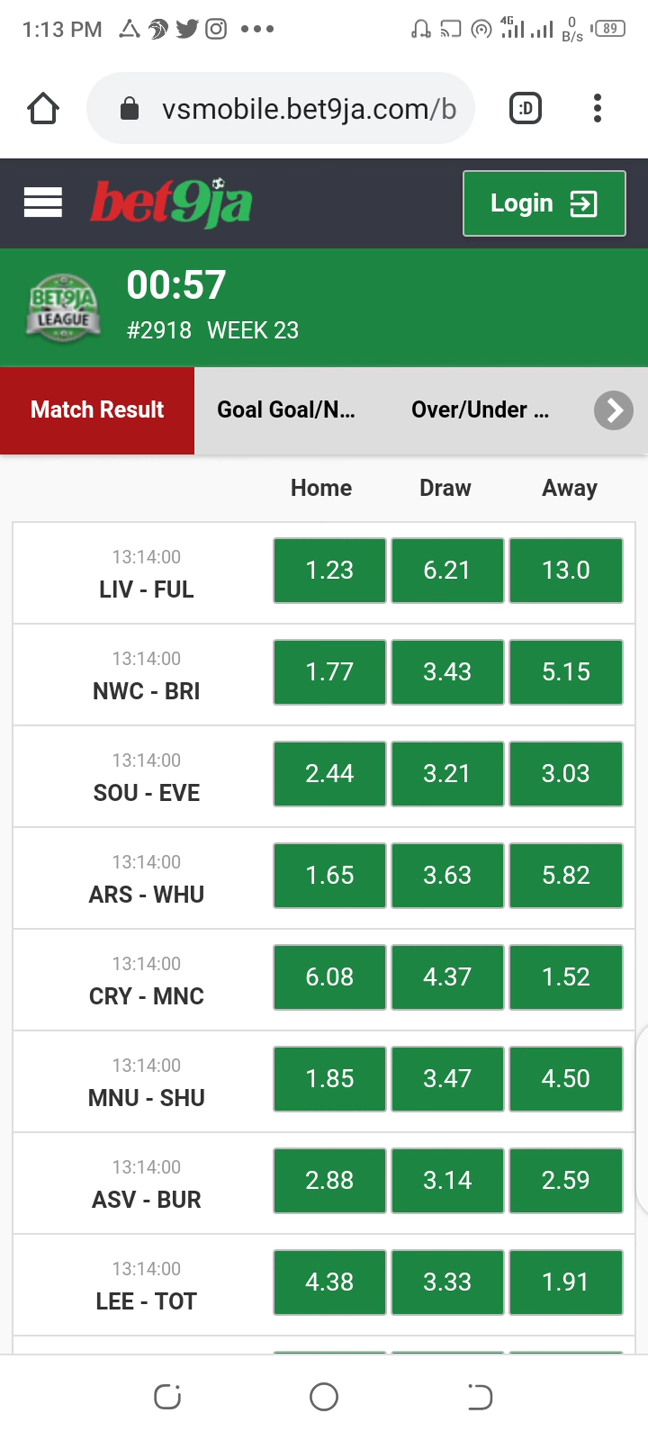 1:13 PM 4G 0 B/s 89
vsmobile.bet9ja.com/b :D
bet9ja Login
BET9JA LEAGUE
00:57
#2918 WEEK 23
Match Result Goal Goal/N... Over/Under ...
Home Draw Away
13:14:00
LIV - FUL 1.23 6.21 13.0
13:14:00
NWC - BRI 1.77 3.43 5.15
13:14:00
SOU - EVE 2.44 3.21 3.03
13:14:00
ARS - WHU 1.65 3.63 5.82
13:14:00
CRY - MNC 6.08 4.37 1.52
13:14:00
MNU - SHU 1.85 3.47 4.50
13:14:00
ASV - BUR 2.88 3.14 2.59
13:14:00
LEE - TOT 4.38 3.33 1.91